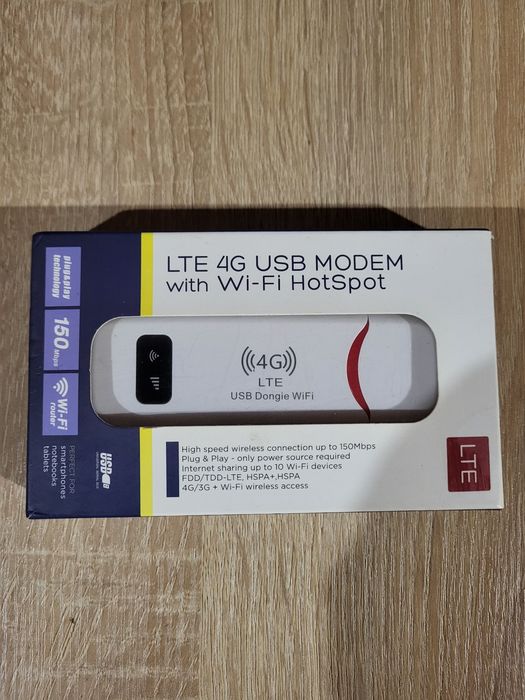 LTE 4G USB MODEM
with Wi-Fi HotSpot
plug&play
technology
150 Mbps
Wi-Fi
router
PERFECT FOR
smartphones
notebooks
tablets
USB
((4G))
LTE
USB Dongie WiFi
High speed wireless connection up to 150Mbps
Plug & Play - only power source required
Internet sharing up to 10 Wi-Fi devices
FDD/TDD-LTE, HSPA+,HSPA
4G/3G + Wi-Fi wireless access
LTE